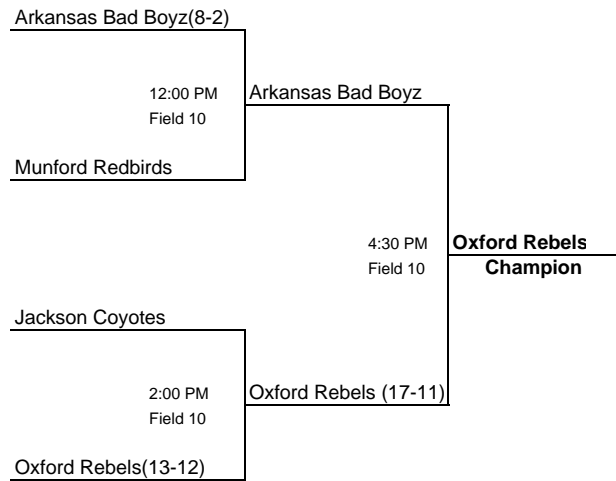 Arkansas Bad Boyz(8-2)
12:00 PM
Field 10
Arkansas Bad Boyz
Munford Redbirds
4:30 PM
Field 10
Oxford Rebels
Champion
Jackson Coyotes
2:00 PM
Field 10
Oxford Rebels (17-11)
Oxford Rebels(13-12)